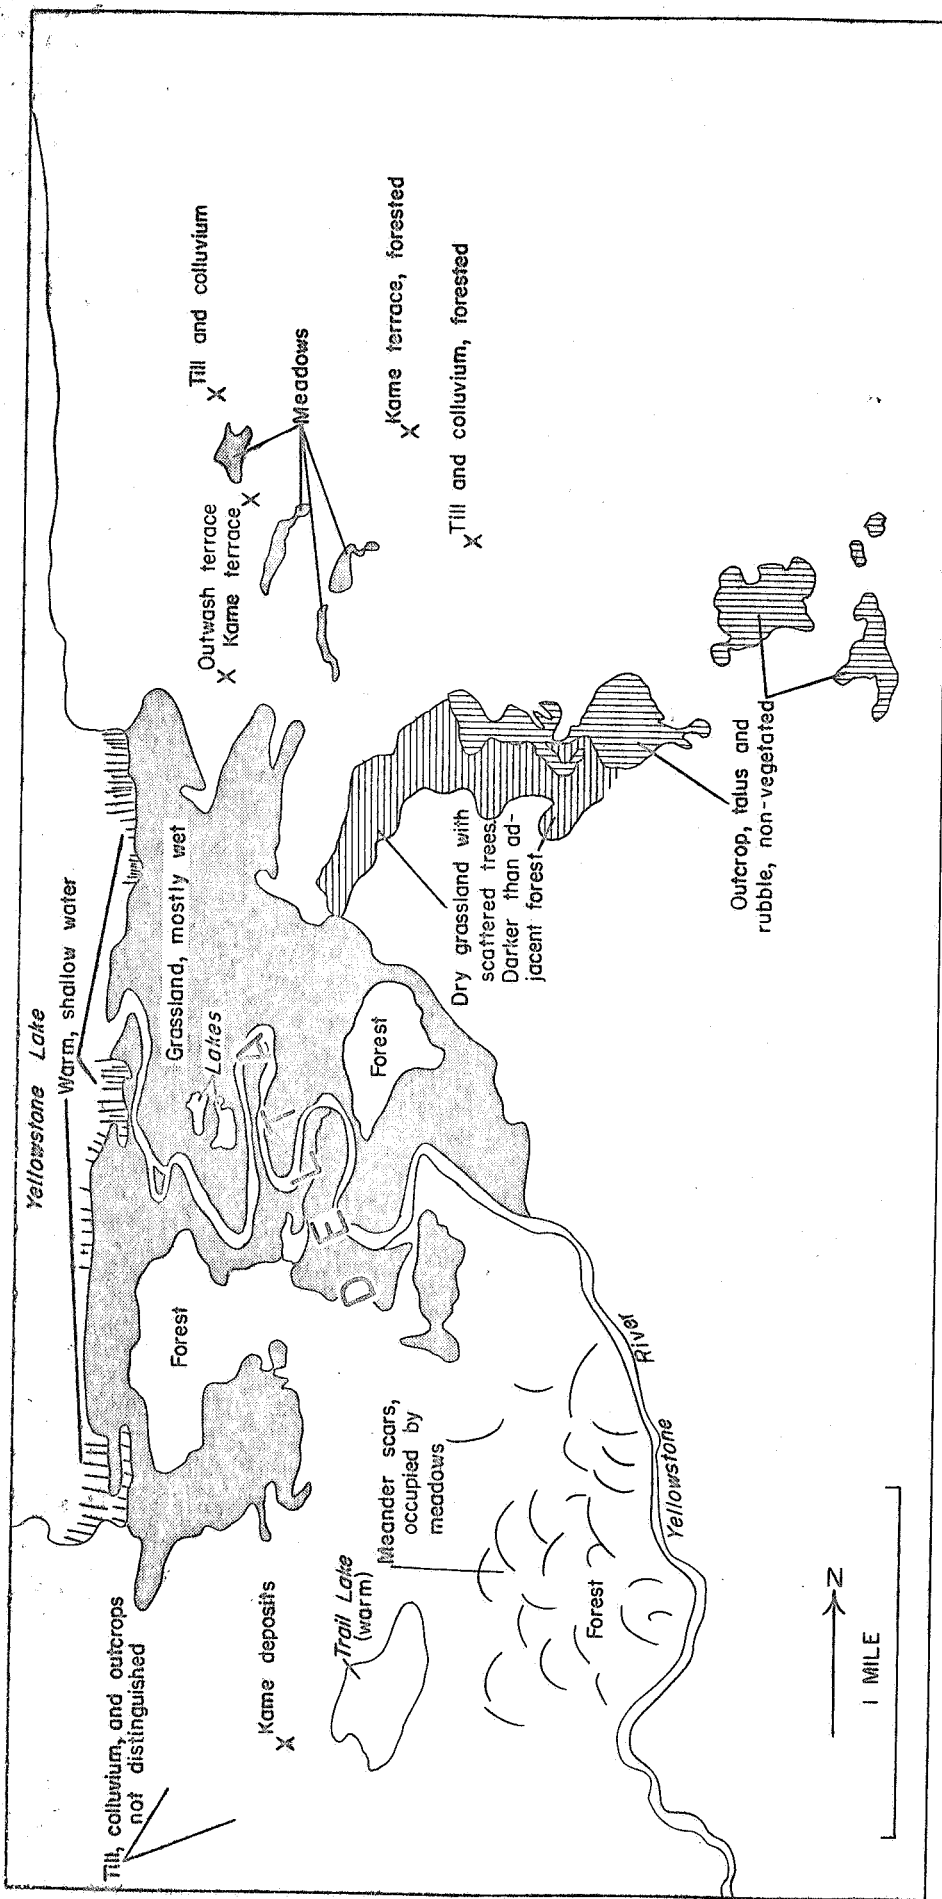 Yellowstone Lake
Warm, shallow water
Till, colluvium, and outcrops
not distinguished
Forest
Grassland, mostly wet
Lakes
Outwash terrace
Kame terrace
Till and colluvium
Meadows
Kame deposits
Trail Lake
(warm)
Meander scars,
occupied by
meadows
DELTA
Forest
Kame terrace, forested
Till and colluvium, forested
Dry grassland with
scattered trees.
Darker than ad-
jacent forest
Forest
Yellowstone River
Outcrop, talus and
rubble, non-vegetated
N
1 MILE